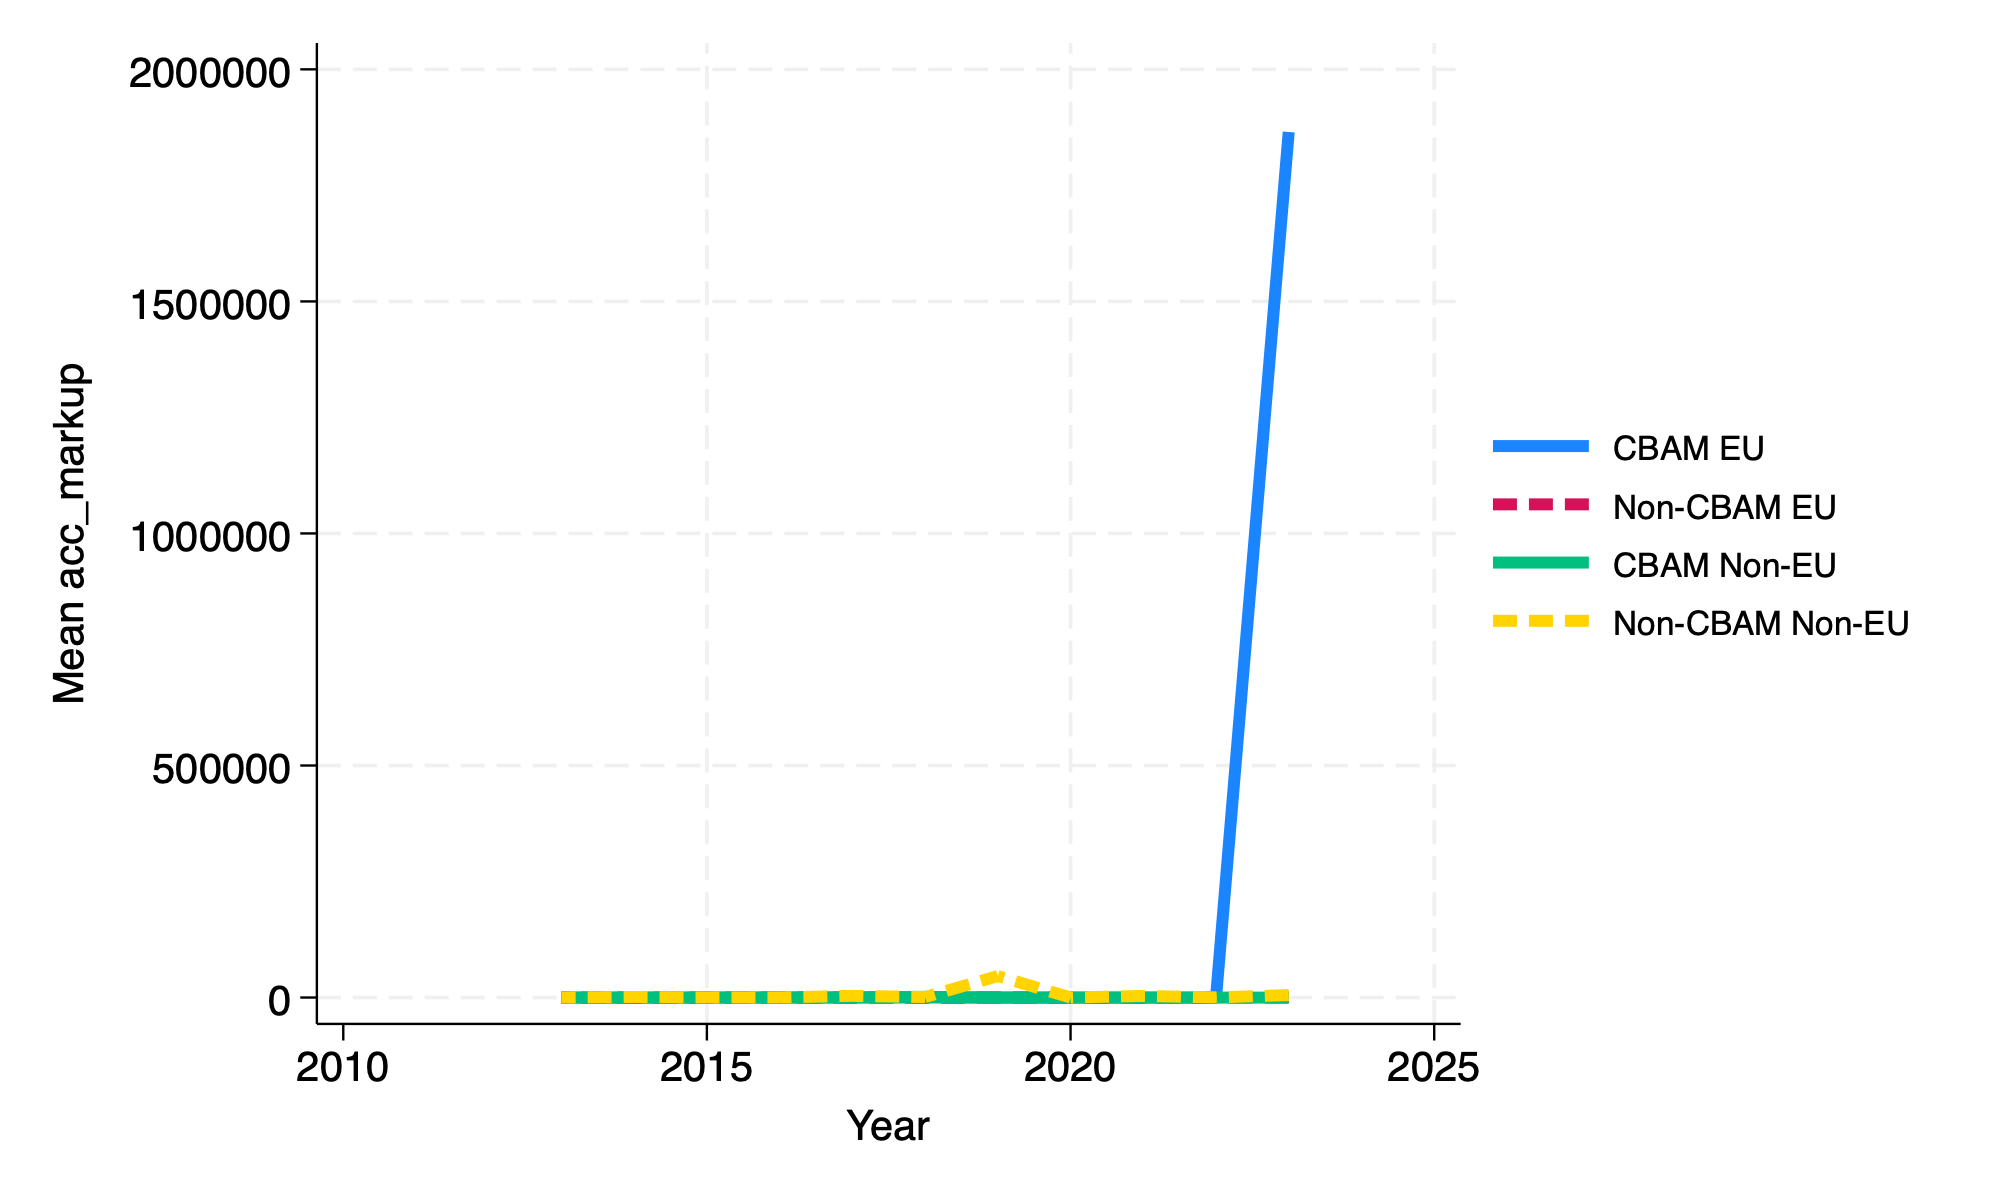 Mean acc_markup
2000000
1500000
1000000
500000
0
2010
2015
2020
2025
Year
CBAM EU
Non-CBAM EU
CBAM Non-EU
Non-CBAM Non-EU